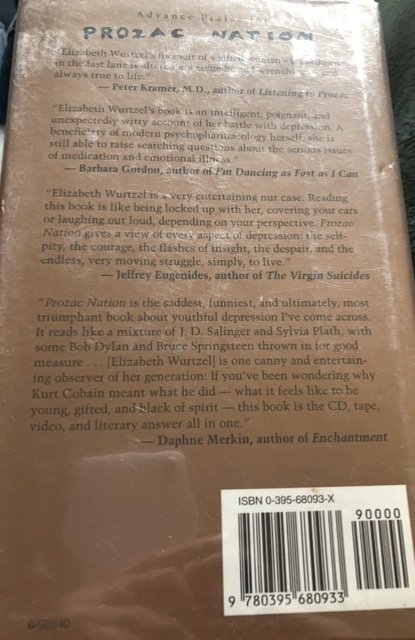 Advance Praise for
PROZAC NATION
"Elizabeth Wurtzel's memoir of a gifted woman's breakdown
in the fast lane is alternately comedic and wrenching and
always true to life."
— Peter Kramer, M.D., author of Listening to Prozac
"Elizabeth Wurtzel's book is an intelligent, poignant, and
unexpectedly witty account of her battle with depression. A
beneficiary of modern psychopharmacology herself, she is
still able to raise searching questions about the serious issues
of medication and emotional illness."
— Barbara Gordon, author of I'm Dancing as Fast as I Can
"Elizabeth Wurtzel is a very entertaining nut case. Reading
this book is like being locked up with her, covering your ears
or laughing out loud, depending on your perspective. Prozac
Nation gives a view of every aspect of depression: the self-
pity, the courage, the flashes of insight, the despair, and the
endless, very moving struggle, simply, to live."
— Jeffrey Eugenides, author of The Virgin Suicides
"Prozac Nation is the saddest, funniest, and ultimately, most
triumphant book about youthful depression I've come across.
It reads like a mixture of J. D. Salinger and Sylvia Plath, with
some Bob Dylan and Bruce Springsteen thrown in for good
measure . . . [Elizabeth Wurtzel] is one canny and entertain-
ing observer of her generation: If you've been wondering why
Kurt Cobain meant what he did — what it feels like to be
young, gifted, and black of spirit — this book is the CD, tape,
video, and literary answer all in one."
— Daphne Merkin, author of Enchantment
ISBN 0-395-68093-X
90000
9 780395 680933